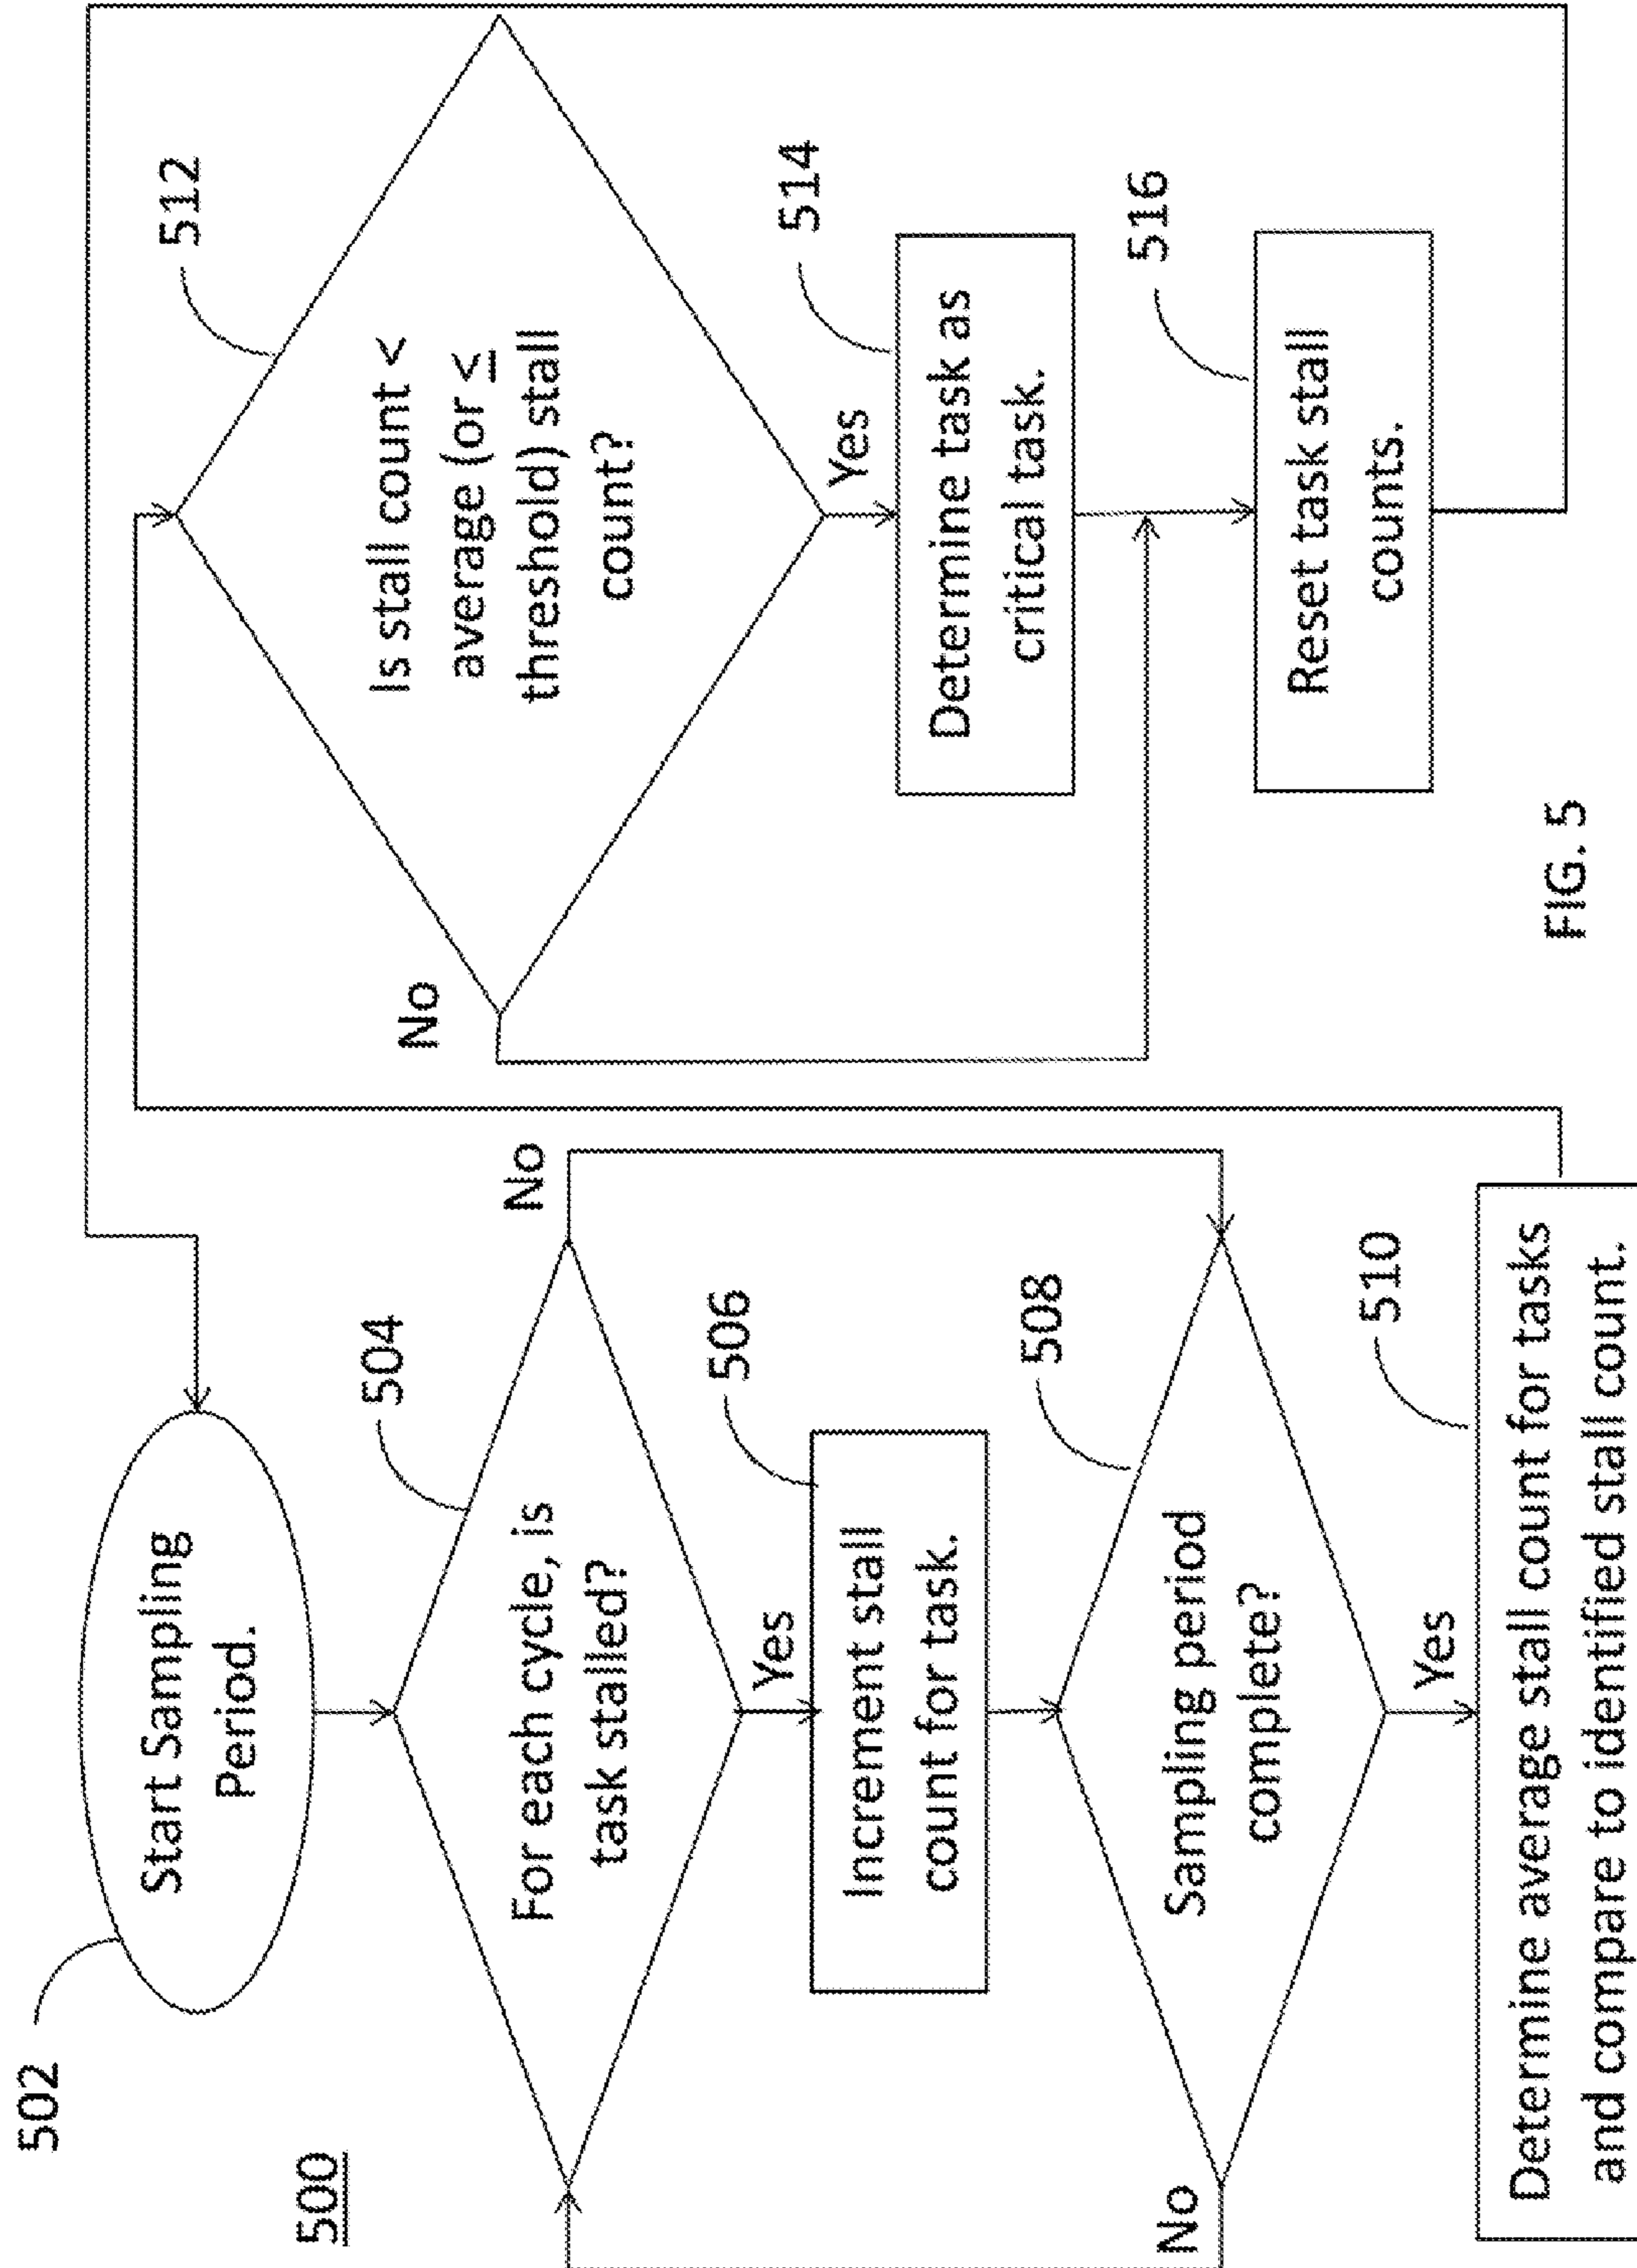 500
502
Start Sampling
Period.
504
For each cycle, is
task stalled?
No
Yes
506
Increment stall
count for task.
508
Sampling period
complete?
No
Yes
510
Determine average stall count for tasks
and compare to identified stall count.
512
Is stall count <
average (or ≤
threshold) stall
count?
No
Yes
514
Determine task as
critical task.
516
Reset task stall
counts.
FIG. 5